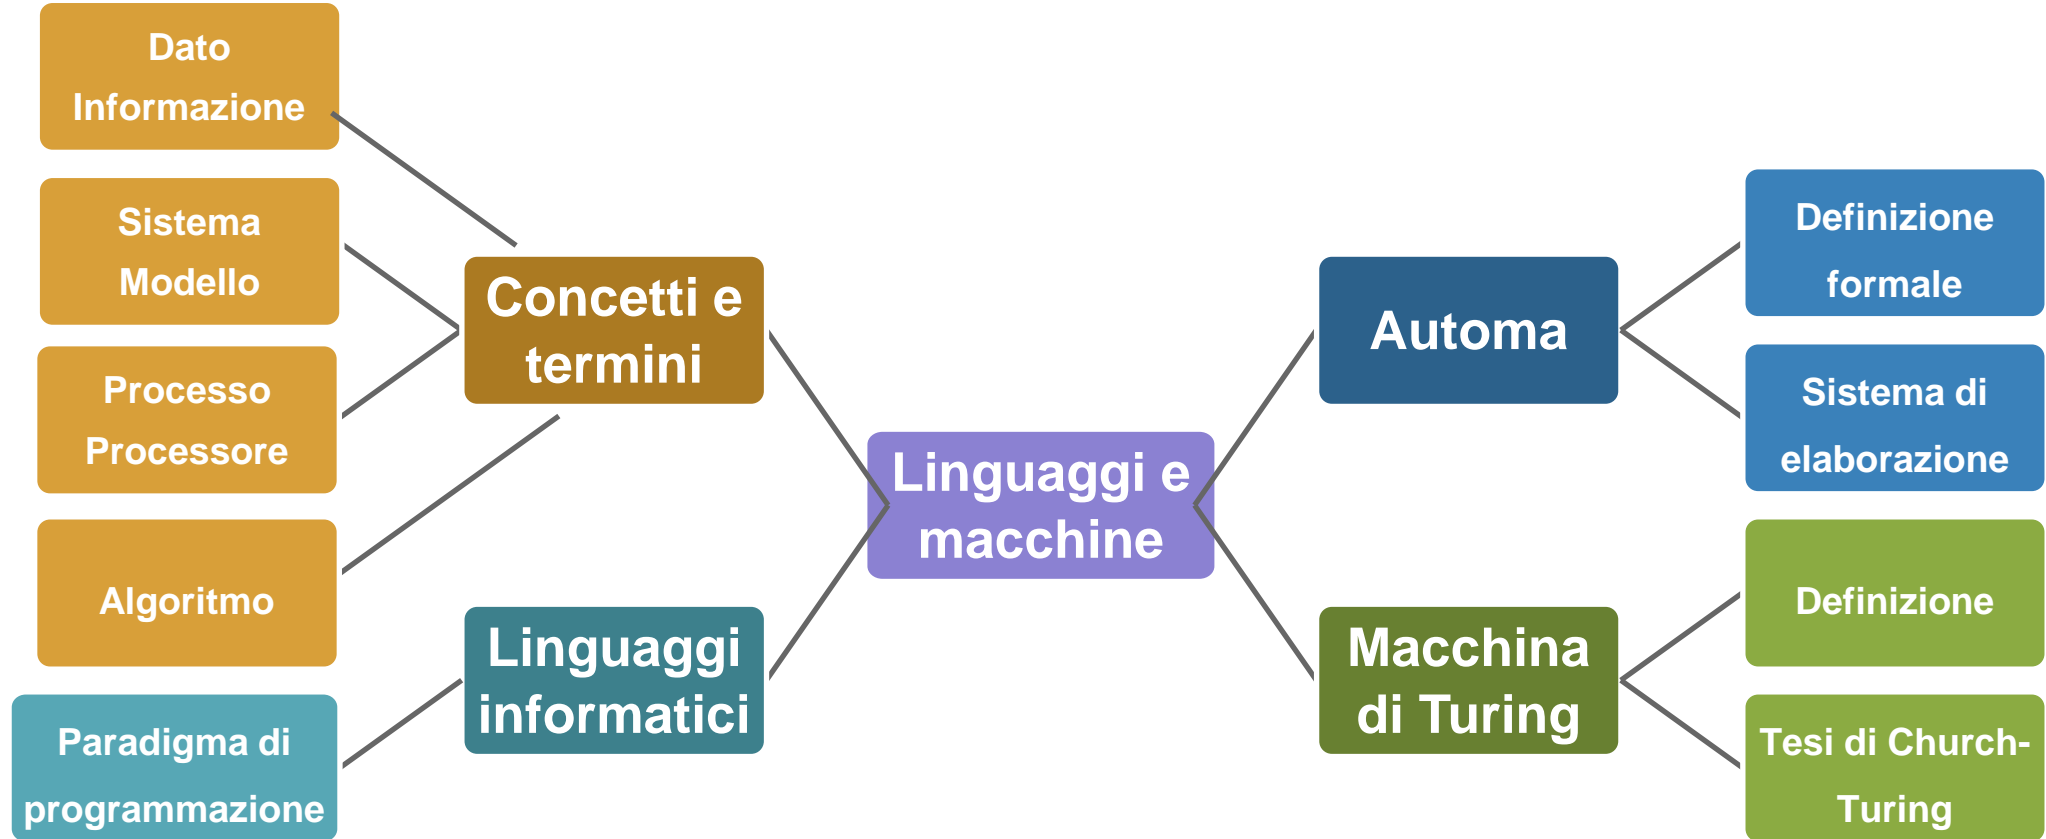 Dato
Informazione
Sistema
Modello
Processo
Processore
Algoritmo
Paradigma di
programmazione
Concetti e
termini
Linguaggi
informatici
Linguaggi e
macchine
Automa
Macchina
di Turing
Definizione
formale
Sistema di
elaborazione
Definizione
Tesi di Church-
Turing